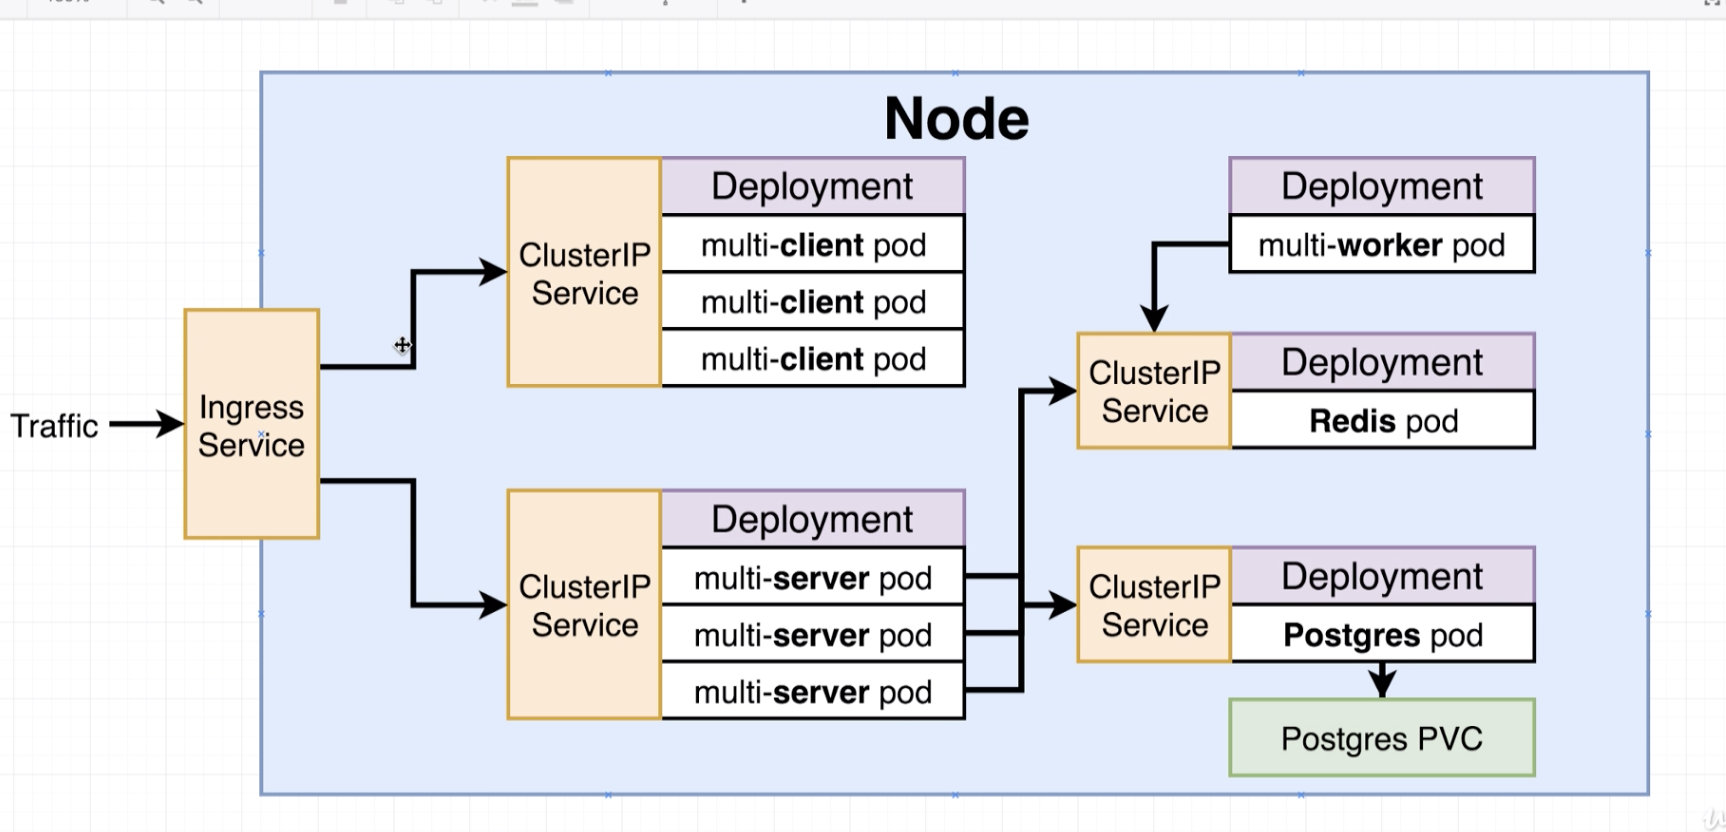 Node
Traffic
Ingress
Service
ClusterIP
Service
Deployment
multi-client pod
multi-client pod
multi-client pod
ClusterIP
Service
Deployment
multi-server pod
multi-server pod
multi-server pod
Deployment
multi-worker pod
ClusterIP
Service
Deployment
Redis pod
ClusterIP
Service
Deployment
Postgres pod
Postgres PVC